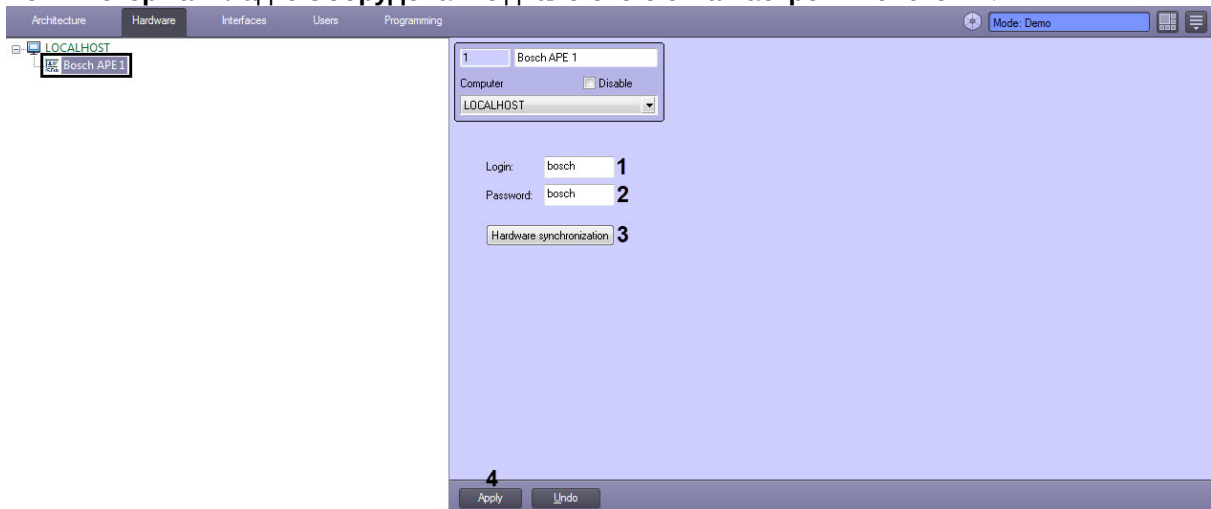 Architecture Hardware Interfaces Users Programming Mode: Demo
LOCALHOST
Bosch APE 1
1 Bosch APE 1
Computer Disable
LOCALHOST
Login: bosch 1
Password: bosch 2
Hardware synchronization 3
4
Apply Undo